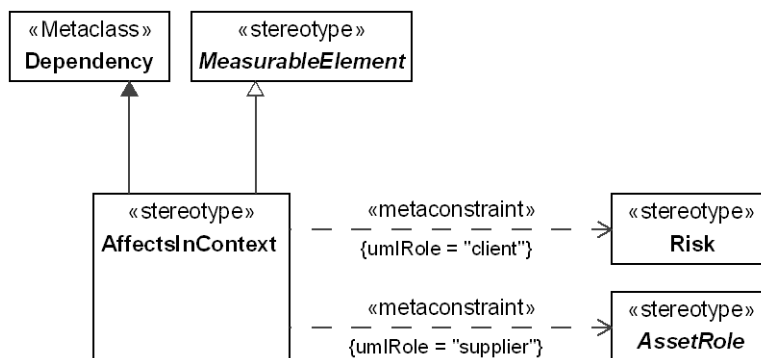 «Metaclass»
Dependency
«stereotype»
MeasurableElement
«stereotype»
AffectsInContext
«metaconstraint»
{umlRole = "client"}
«stereotype»
Risk
«metaconstraint»
{umlRole = "supplier"}
«stereotype»
AssetRole